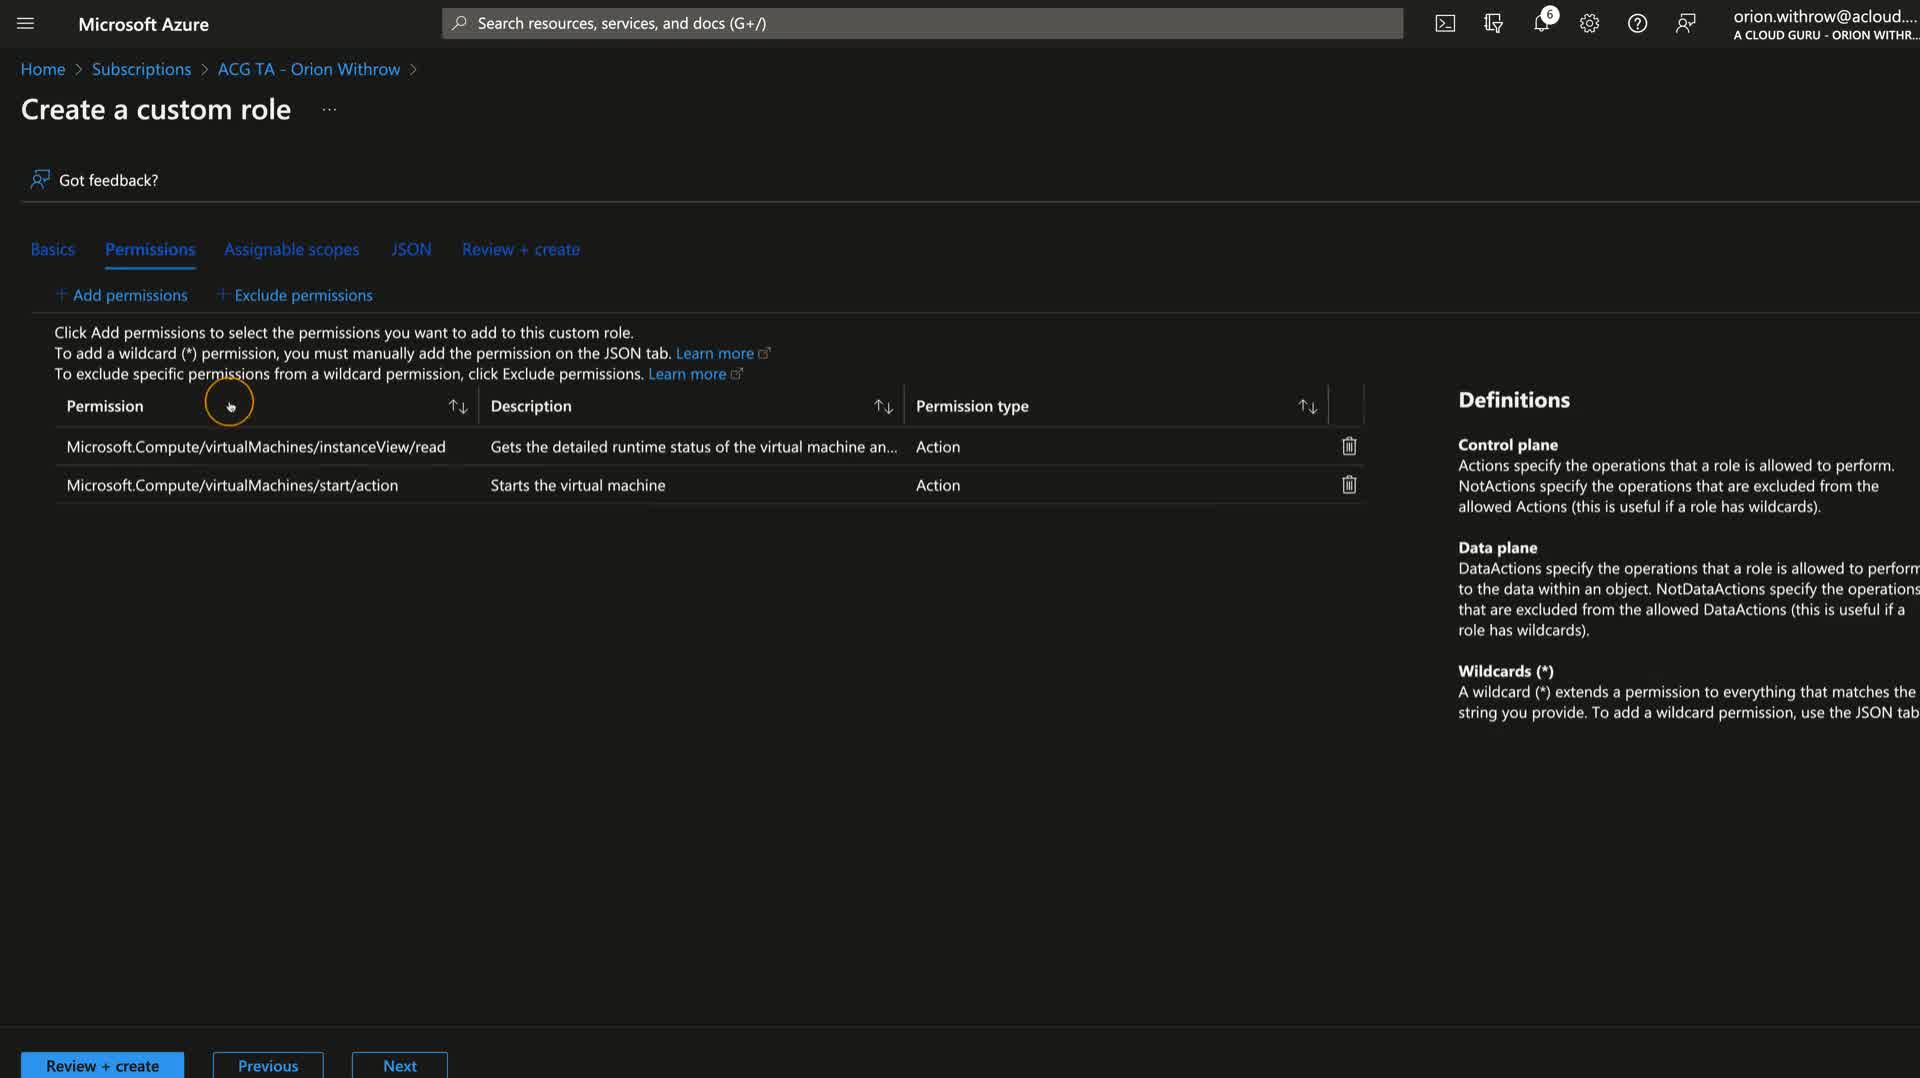 Microsoft Azure
Search resources, services, and docs (G+/)
6
orion.withrow@acloud....
A CLOUD GURU - ORION WITHR...
Home > Subscriptions > ACG TA - Orion Withrow >
Create a custom role ...
Got feedback?
Basics Permissions Assignable scopes JSON Review + create
+ Add permissions + Exclude permissions
Click Add permissions to select the permissions you want to add to this custom role.
To add a wildcard (*) permission, you must manually add the permission on the JSON tab. Learn more
To exclude specific permissions from a wildcard permission, click Exclude permissions. Learn more
Permission Description Permission type
Microsoft.Compute/virtualMachines/instanceView/read Gets the detailed runtime status of the virtual machine an... Action
Microsoft.Compute/virtualMachines/start/action Starts the virtual machine Action
Definitions
Control plane
Actions specify the operations that a role is allowed to perform.
NotActions specify the operations that are excluded from the
allowed Actions (this is useful if a role has wildcards).
Data plane
DataActions specify the operations that a role is allowed to perform
to the data within an object. NotDataActions specify the operations
that are excluded from the allowed DataActions (this is useful if a
role has wildcards).
Wildcards (*)
A wildcard (*) extends a permission to everything that matches the
string you provide. To add a wildcard permission, use the JSON tab
Review + create Previous Next